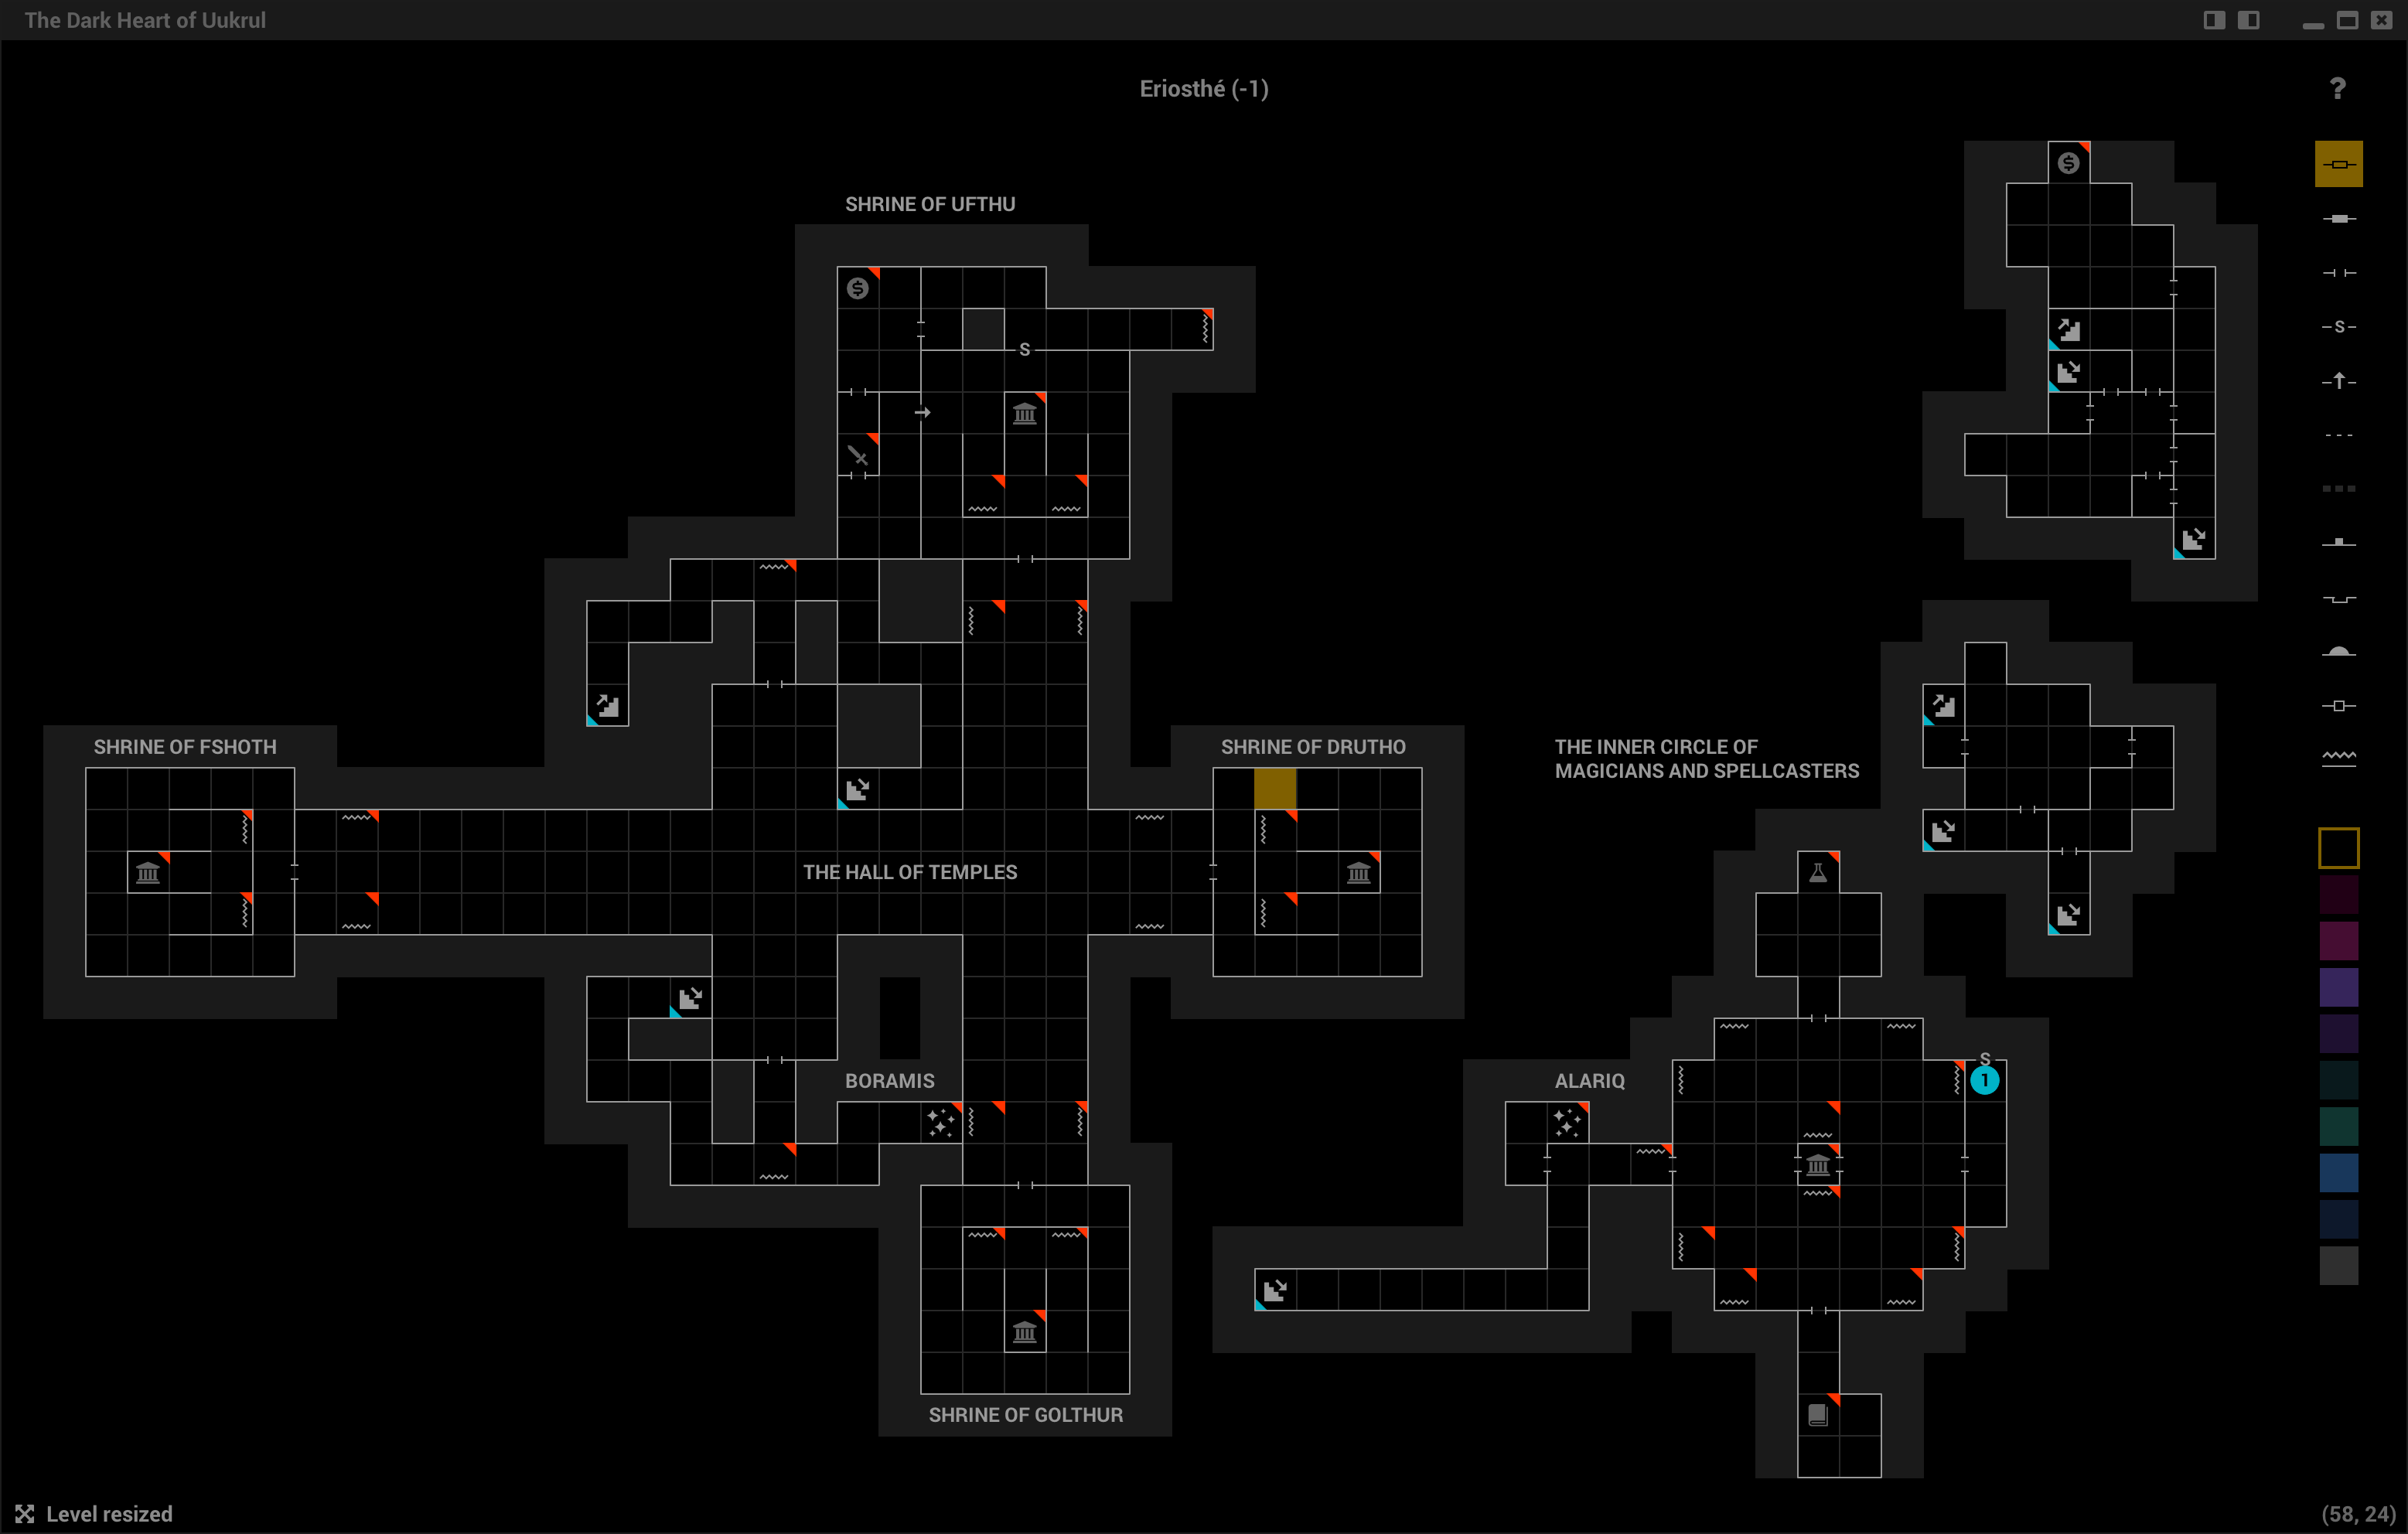 The Dark Heart of Uukrul
Eriosthé (-1)
?
SHRINE OF UFTHU
S
S
SHRINE OF FSHOTH
SHRINE OF DRUTHO
THE INNER CIRCLE OF
MAGICIANS AND SPELLCASTERS
THE HALL OF TEMPLES
BORAMIS
ALARIQ
S
1
SHRINE OF GOLTHUR
Level resized
(58, 24)